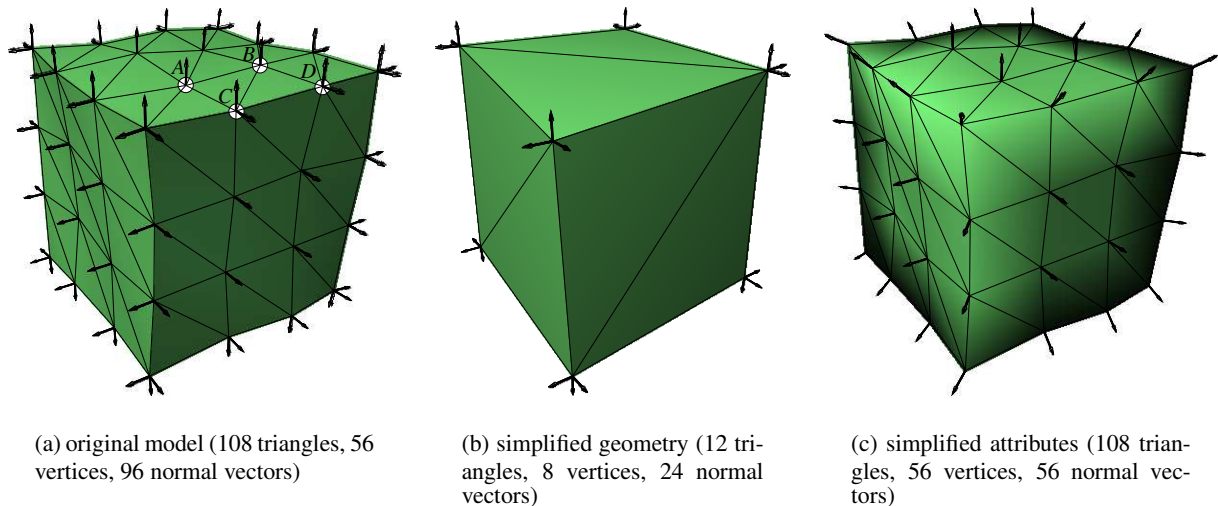 A
B
C
D
(a) original model (108 triangles, 56
vertices, 96 normal vectors)
(b) simplified geometry (12 tri-
angles, 8 vertices, 24 normal
vectors)
(c) simplified attributes (108 trian-
gles, 56 vertices, 56 normal vec-
tors)